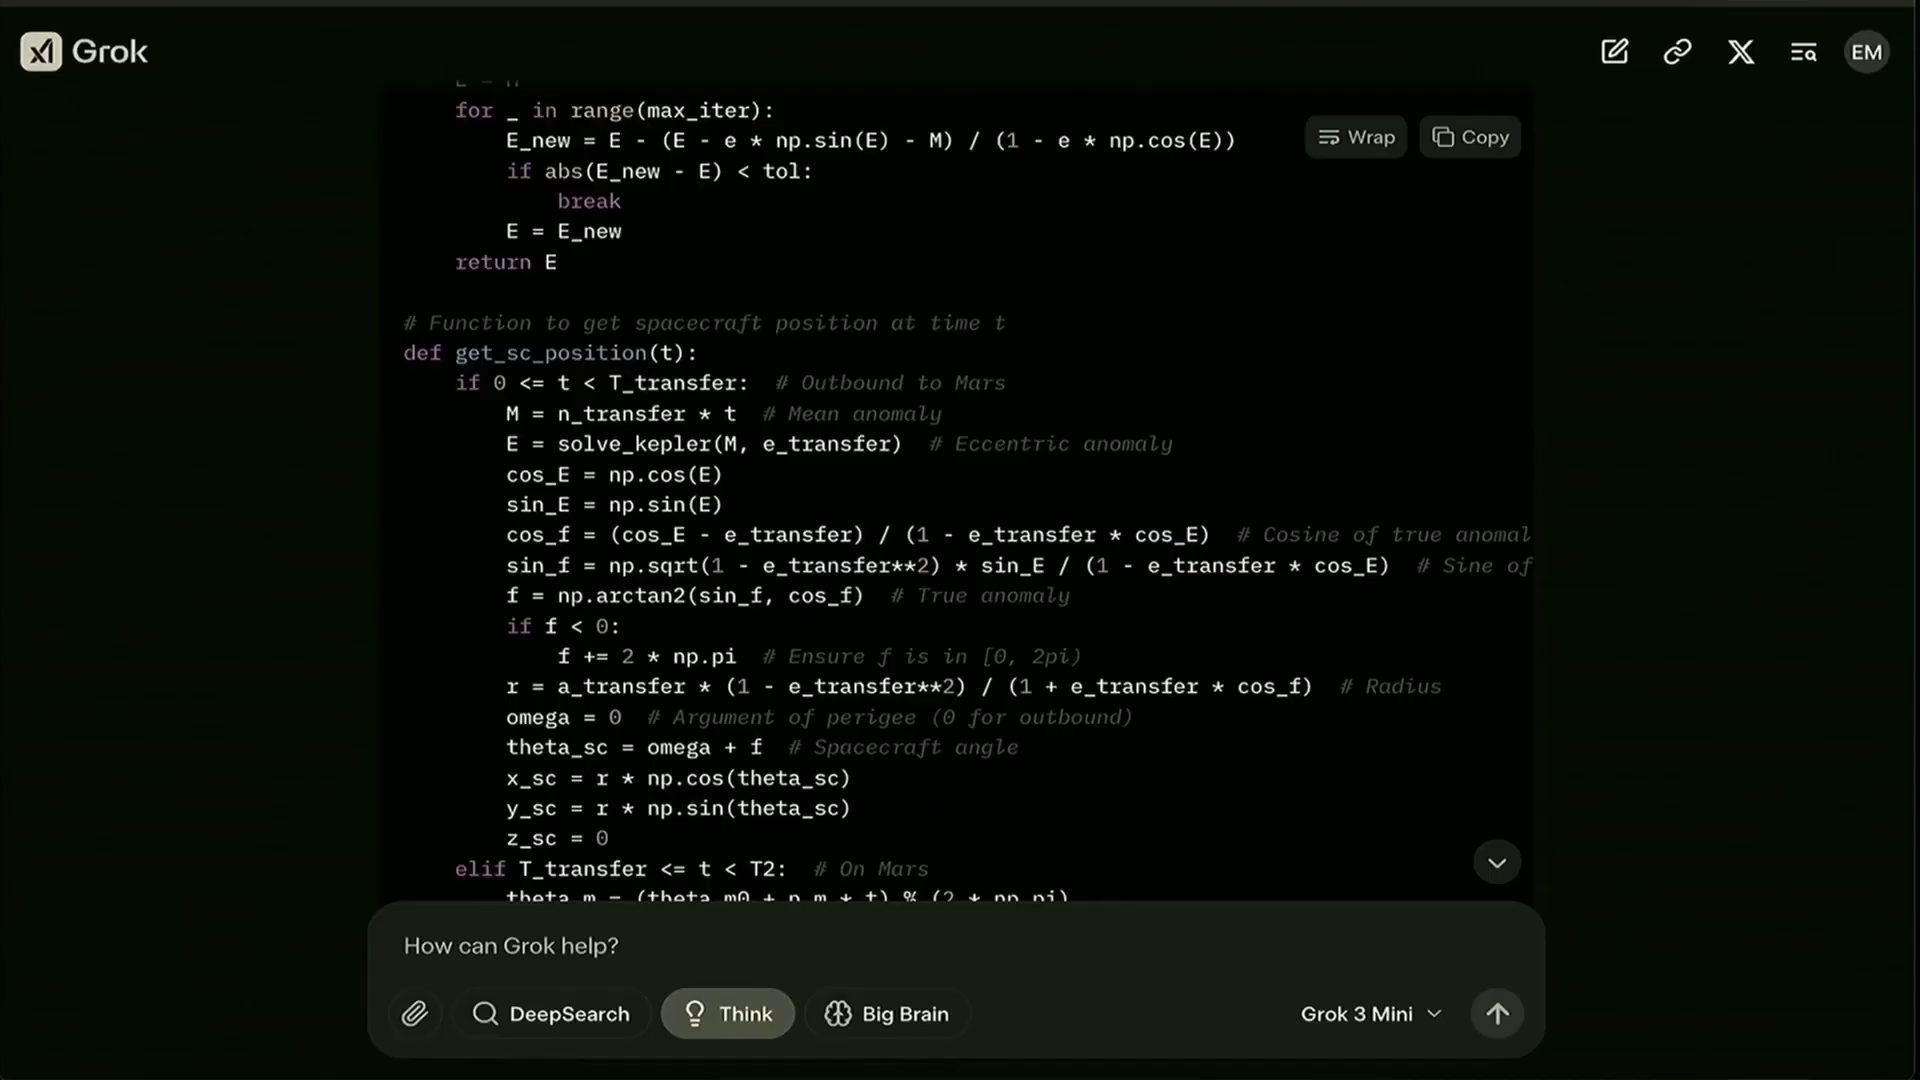 Grok
EM
for _ in range(max_iter):
    E_new = E - (E - e * np.sin(E) - M) / (1 - e * np.cos(E))
    if abs(E_new - E) < tol:
        break
    E = E_new
return E
Wrap
Copy
# Function to get spacecraft position at time t
def get_sc_position(t):
    if 0 <= t < T_transfer:  # Outbound to Mars
        M = n_transfer * t  # Mean anomaly
        E = solve_kepler(M, e_transfer)  # Eccentric anomaly
        cos_E = np.cos(E)
        sin_E = np.sin(E)
        cos_f = (cos_E - e_transfer) / (1 - e_transfer * cos_E)  # Cosine of true anomal
        sin_f = np.sqrt(1 - e_transfer**2) * sin_E / (1 - e_transfer * cos_E)  # Sine of
        f = np.arctan2(sin_f, cos_f)  # True anomaly
        if f < 0:
            f += 2 * np.pi  # Ensure f is in [0, 2pi)
        r = a_transfer * (1 - e_transfer**2) / (1 + e_transfer * cos_f)  # Radius
        omega = 0  # Argument of perigee (0 for outbound)
        theta_sc = omega + f  # Spacecraft angle
        x_sc = r * np.cos(theta_sc)
        y_sc = r * np.sin(theta_sc)
        z_sc = 0
    elif T_transfer <= t < T2:  # On Mars
        theta_m = (theta_m0 + n_m * t) % (2 * np.pi)
How can Grok help?
DeepSearch
Think
Big Brain
Grok 3 Mini